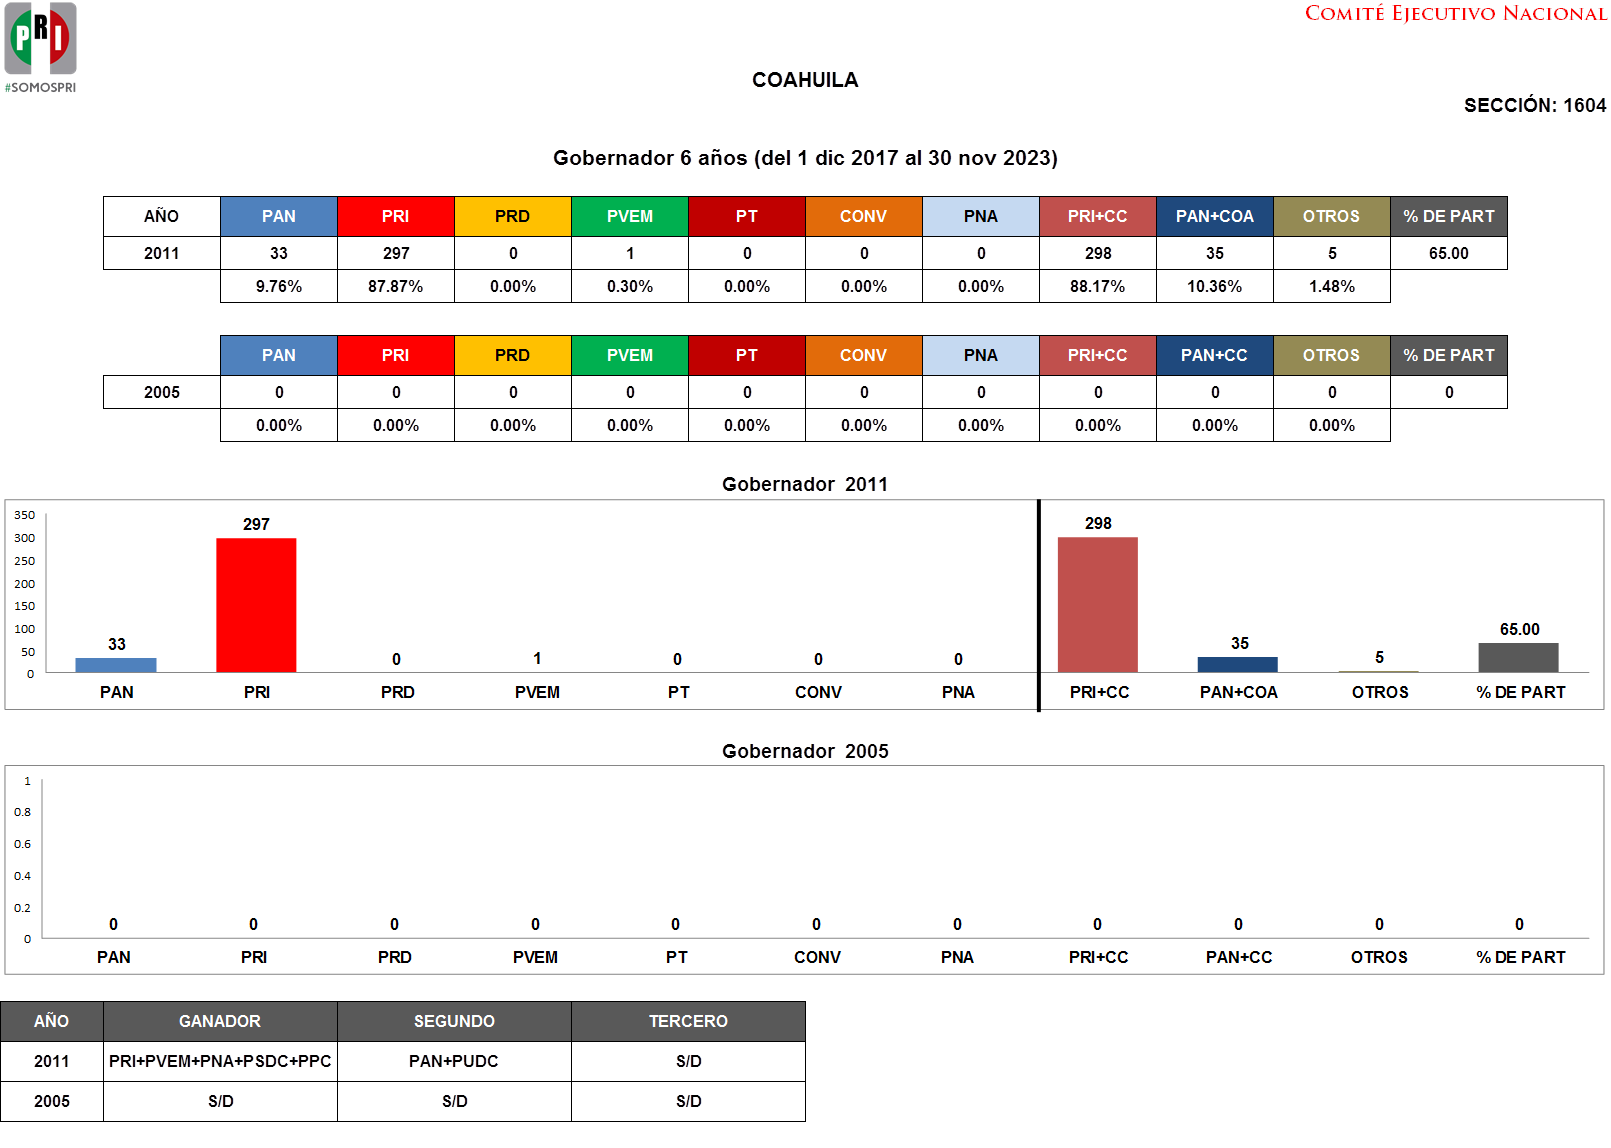 PRI
#SOMOSPRI
Comité Ejecutivo Nacional
COAHUILA
SECCIÓN: 1604
Gobernador 6 años (del 1 dic 2017 al 30 nov 2023)
AÑO PAN PRI PRD PVEM PT CONV PNA PRI+CC PAN+COA OTROS % DE PART
2011 33 297 0 1 0 0 0 298 35 5 65.00
9.76% 87.87% 0.00% 0.30% 0.00% 0.00% 0.00% 88.17% 10.36% 1.48%
PAN PRI PRD PVEM PT CONV PNA PRI+CC PAN+CC OTROS % DE PART
2005 0 0 0 0 0 0 0 0 0 0 0
0.00% 0.00% 0.00% 0.00% 0.00% 0.00% 0.00% 0.00% 0.00% 0.00%
Gobernador 2011
350
300
250
200
150
100
50
0
33 297 0 1 0 0 0 298 35 5 65.00
PAN PRI PRD PVEM PT CONV PNA PRI+CC PAN+COA OTROS % DE PART
Gobernador 2005
1
0.8
0.6
0.4
0.2
0
0 0 0 0 0 0 0 0 0 0 0
PAN PRI PRD PVEM PT CONV PNA PRI+CC PAN+CC OTROS % DE PART
AÑO GANADOR SEGUNDO TERCERO
2011 PRI+PVEM+PNA+PSDC+PPC PAN+PUDC S/D
2005 S/D S/D S/D